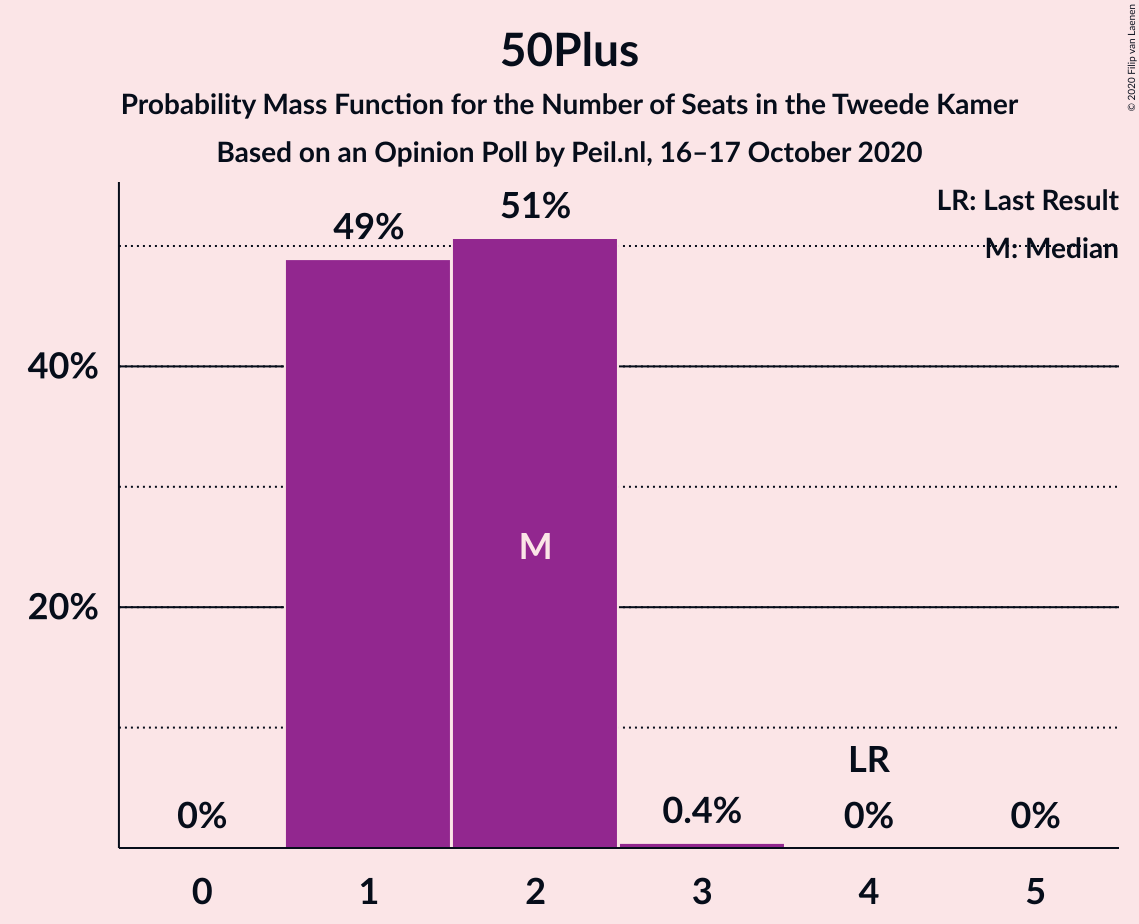 50Plus
Probability Mass Function for the Number of Seats in the Tweede Kamer
Based on an Opinion Poll by Peil.nl, 16–17 October 2020
© 2020 Filip van Laenen
LR: Last Result
M: Median
49%
51%
40%
M
20%
LR
0%
0.4%
0%
0%
0
1
2
3
4
5